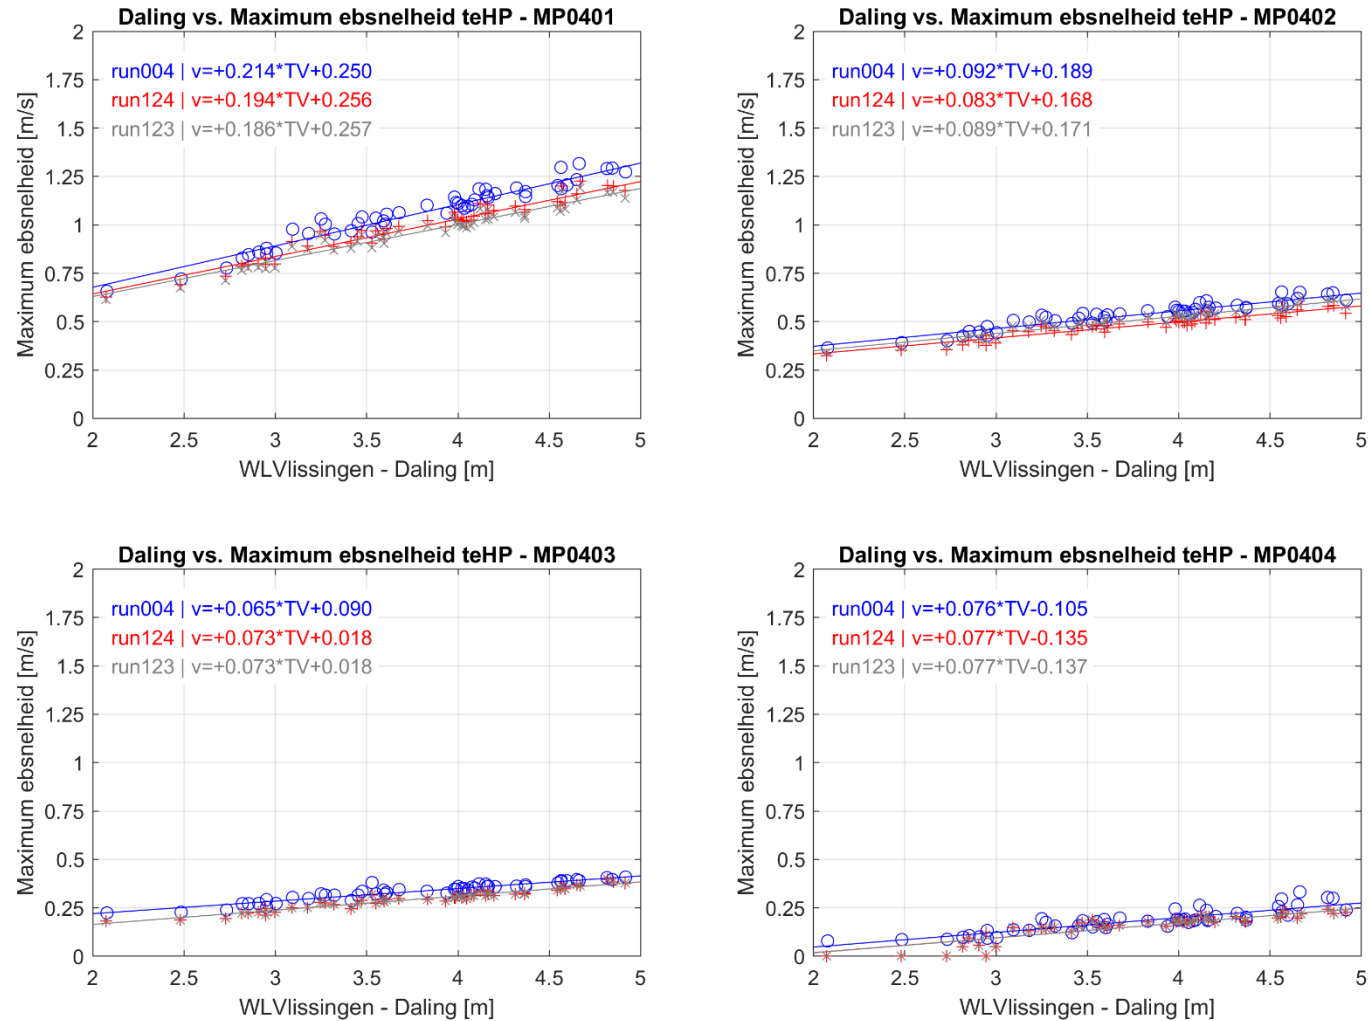 Daling vs. Maximum ebsnelheid teHP - MP0401
run004 | v=+0.214*TV+0.250
run124 | v=+0.194*TV+0.256
run123 | v=+0.186*TV+0.257
Maximum ebsnelheid [m/s]
2
1.75
1.5
1.25
1
0.75
0.5
0.25
0
2 2.5 3 3.5 4 4.5 5
WLVlissingen - Daling [m]
Daling vs. Maximum ebsnelheid teHP - MP0402
run004 | v=+0.092*TV+0.189
run124 | v=+0.083*TV+0.168
run123 | v=+0.089*TV+0.171
Maximum ebsnelheid [m/s]
2
1.75
1.5
1.25
1
0.75
0.5
0.25
0
2 2.5 3 3.5 4 4.5 5
WLVlissingen - Daling [m]
Daling vs. Maximum ebsnelheid teHP - MP0403
run004 | v=+0.065*TV+0.090
run124 | v=+0.073*TV+0.018
run123 | v=+0.073*TV+0.018
Maximum ebsnelheid [m/s]
2
1.75
1.5
1.25
1
0.75
0.5
0.25
0
2 2.5 3 3.5 4 4.5 5
WLVlissingen - Daling [m]
Daling vs. Maximum ebsnelheid teHP - MP0404
run004 | v=+0.076*TV-0.105
run124 | v=+0.077*TV-0.135
run123 | v=+0.077*TV-0.137
Maximum ebsnelheid [m/s]
2
1.75
1.5
1.25
1
0.75
0.5
0.25
0
2 2.5 3 3.5 4 4.5 5
WLVlissingen - Daling [m]